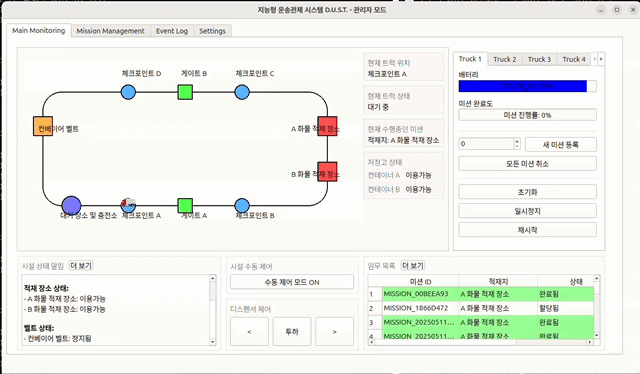 지능형 운송관제 시스템 D.U.S.T. - 관리자 모드
Main Monitoring
Mission Management
Event Log
Settings
체크포인트 D
게이트 B
체크포인트 C
컨베이어 벨트
A 화물 적재 장소
B 화물 적재 장소
대기 장소 및 충전소
체크포인트 A
게이트 A
체크포인트 B
현재 트럭 위치
체크포인트 A
현재 트럭 상태
대기 중
현재 수행중인 미션
적재지: A 화물 적재 장소
저장고 상태
컨테이너 A 이용가능
컨테이너 B 이용가능
Truck 1
Truck 2
Truck 3
Truck 4
배터리
미션 완료도
미션 진행률: 0%
0
새 미션 등록
모든 미션 취소
초기화
일시정지
재시작
시설 상태 알림
더 보기
적재 장소 상태:
- A 화물 적재 장소: 이용가능
- B 화물 적재 장소: 이용가능
벨트 상태:
- 컨베이어 벨트: 정지됨
시설 수동 제어
수동 제어 모드 ON
디스펜서 제어
<
투하
>
임무 목록
더 보기
미션 ID 적재지 상태
1 MISSION_00BEEA93 A 화물 적재 장소 완료됨
2 MISSION_1866D472 A 화물 적재 장소 할당됨
3 MISSION_20250511... A 화물 적재 장소 완료됨
4 MISSION_20250511... A 화물 적재 장소 완료됨